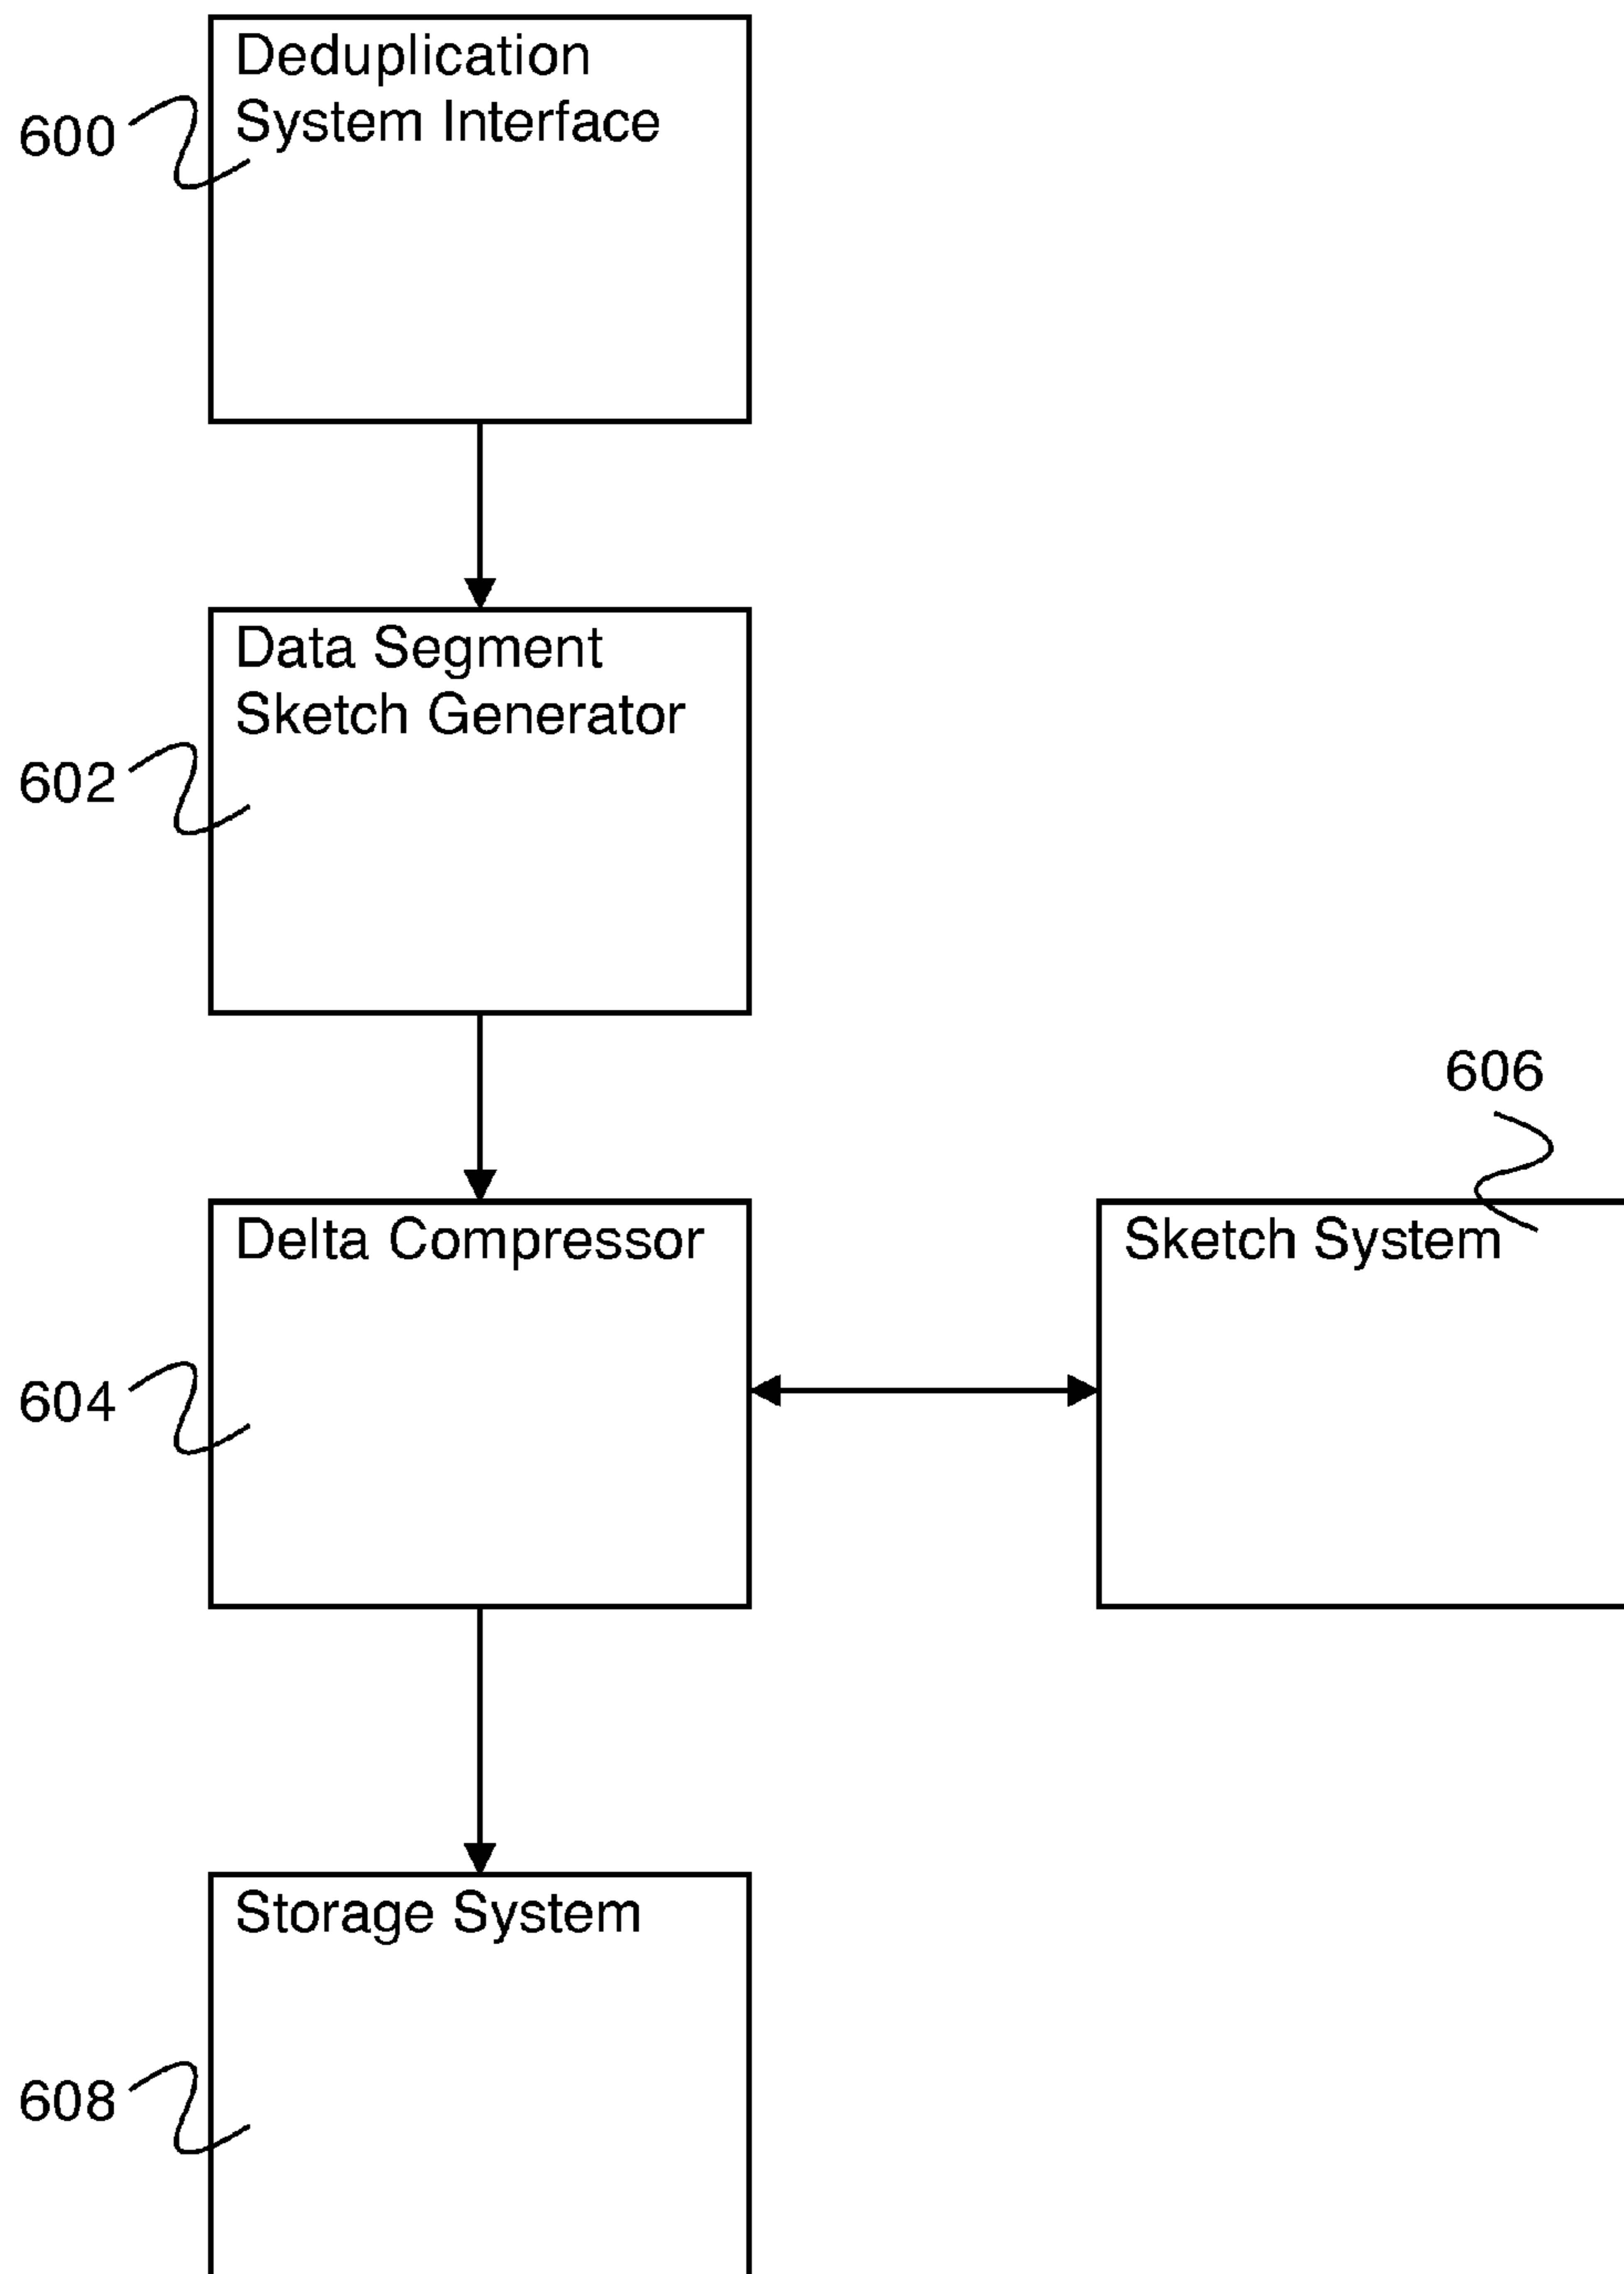 Deduplication
System Interface
600
Data Segment
Sketch Generator
602
606
Delta Compressor
Sketch System
604
Storage System
608